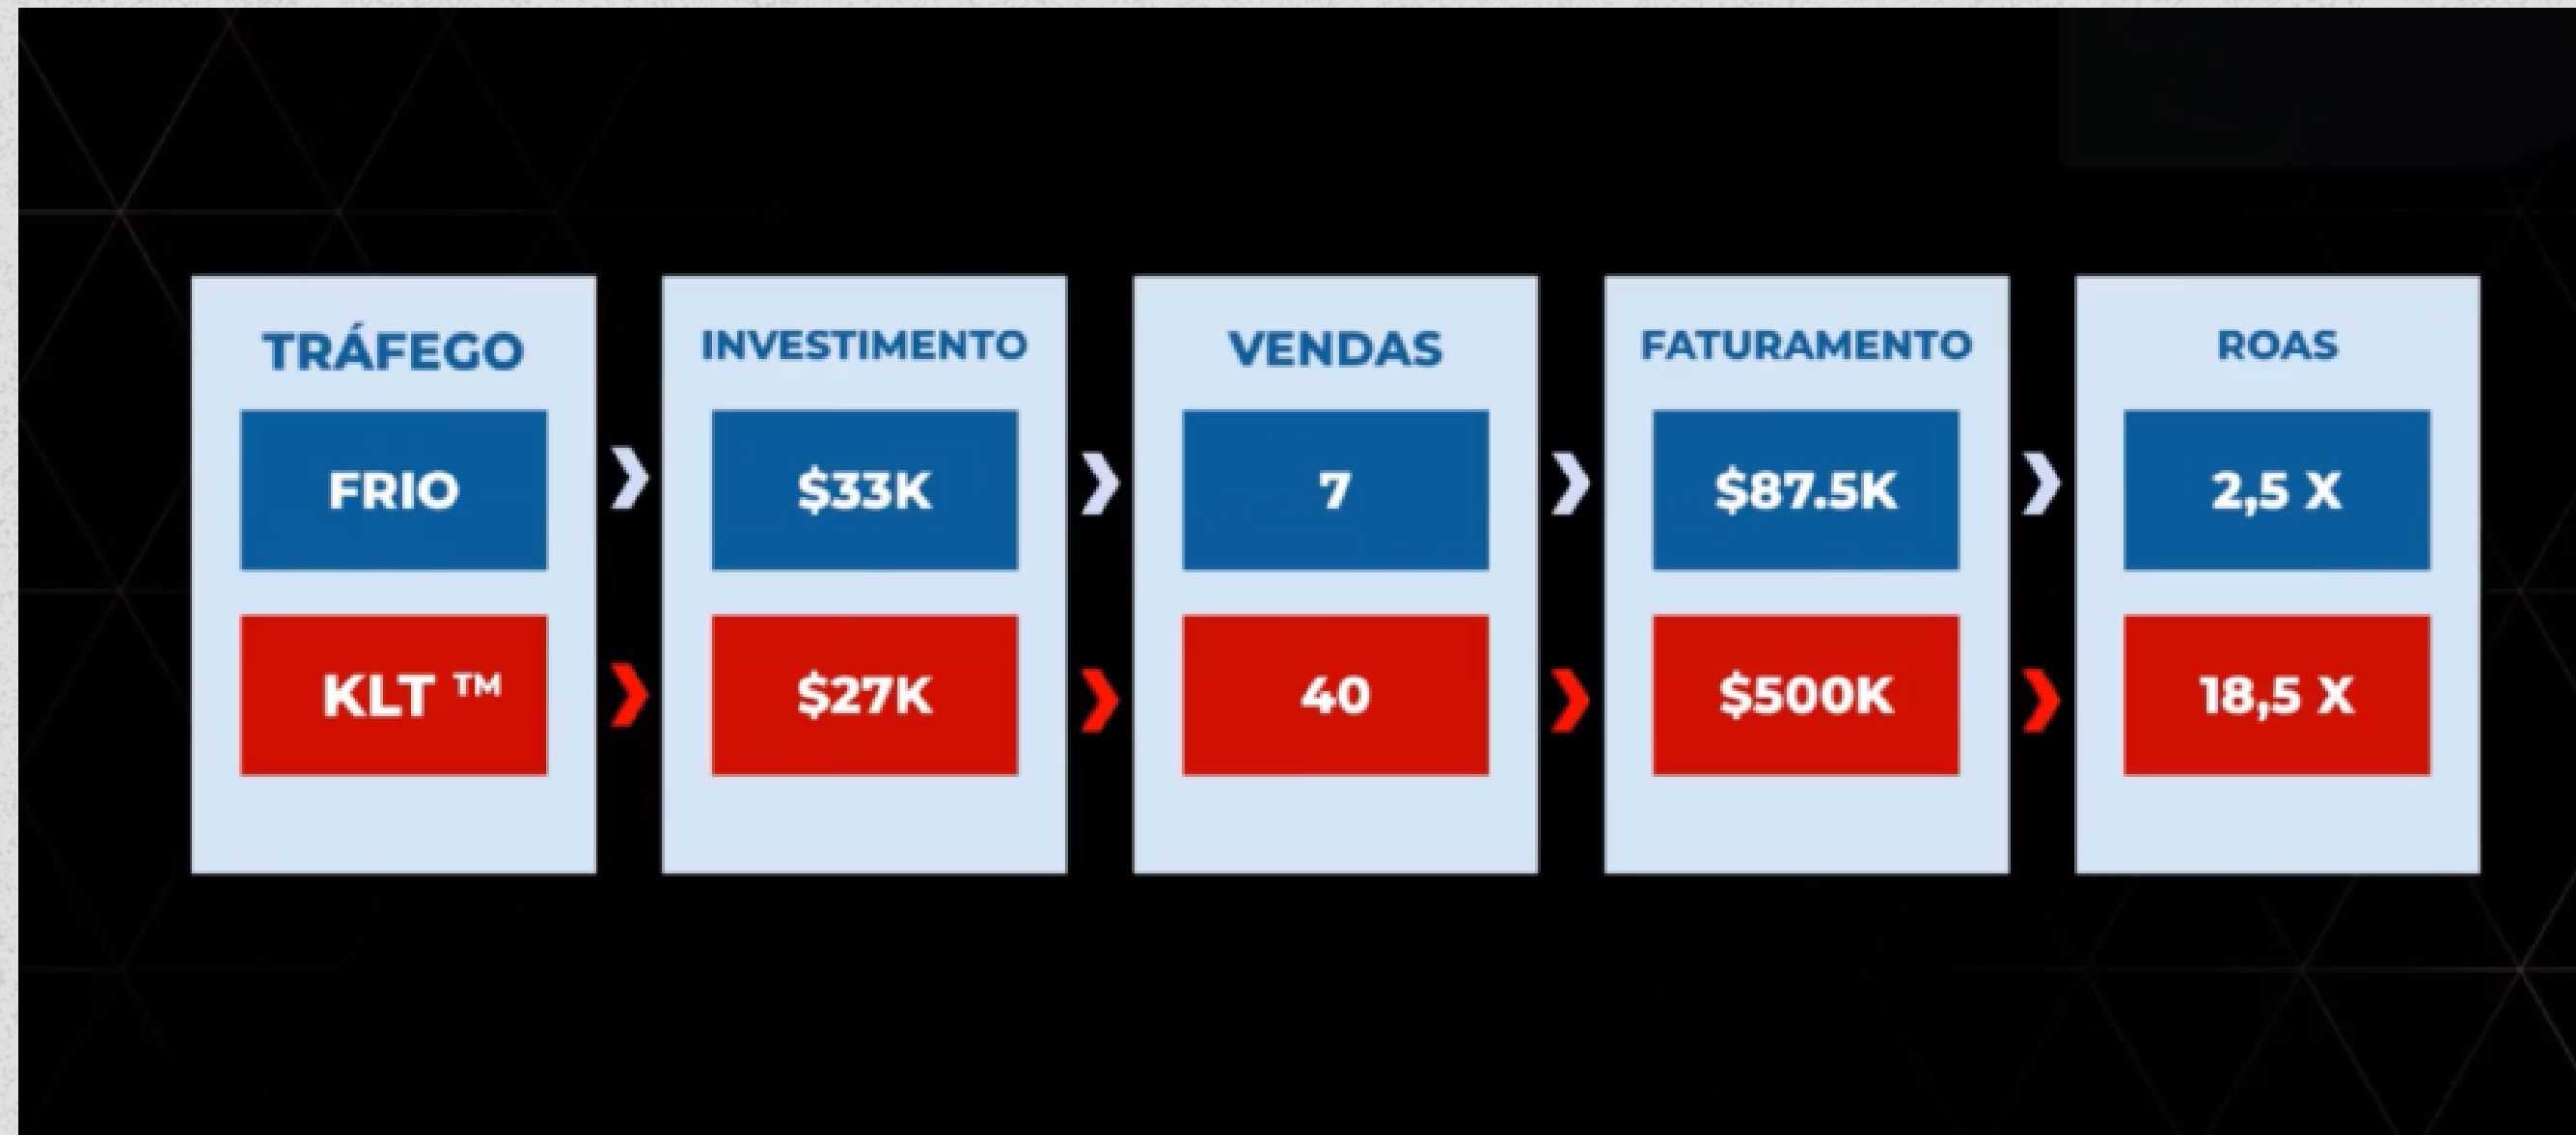 TRÁFEGO
FRIO
KLT ™
INVESTIMENTO
$33K
$27K
VENDAS
7
40
FATURAMENTO
$87.5K
$500K
ROAS
2,5 X
18,5 X